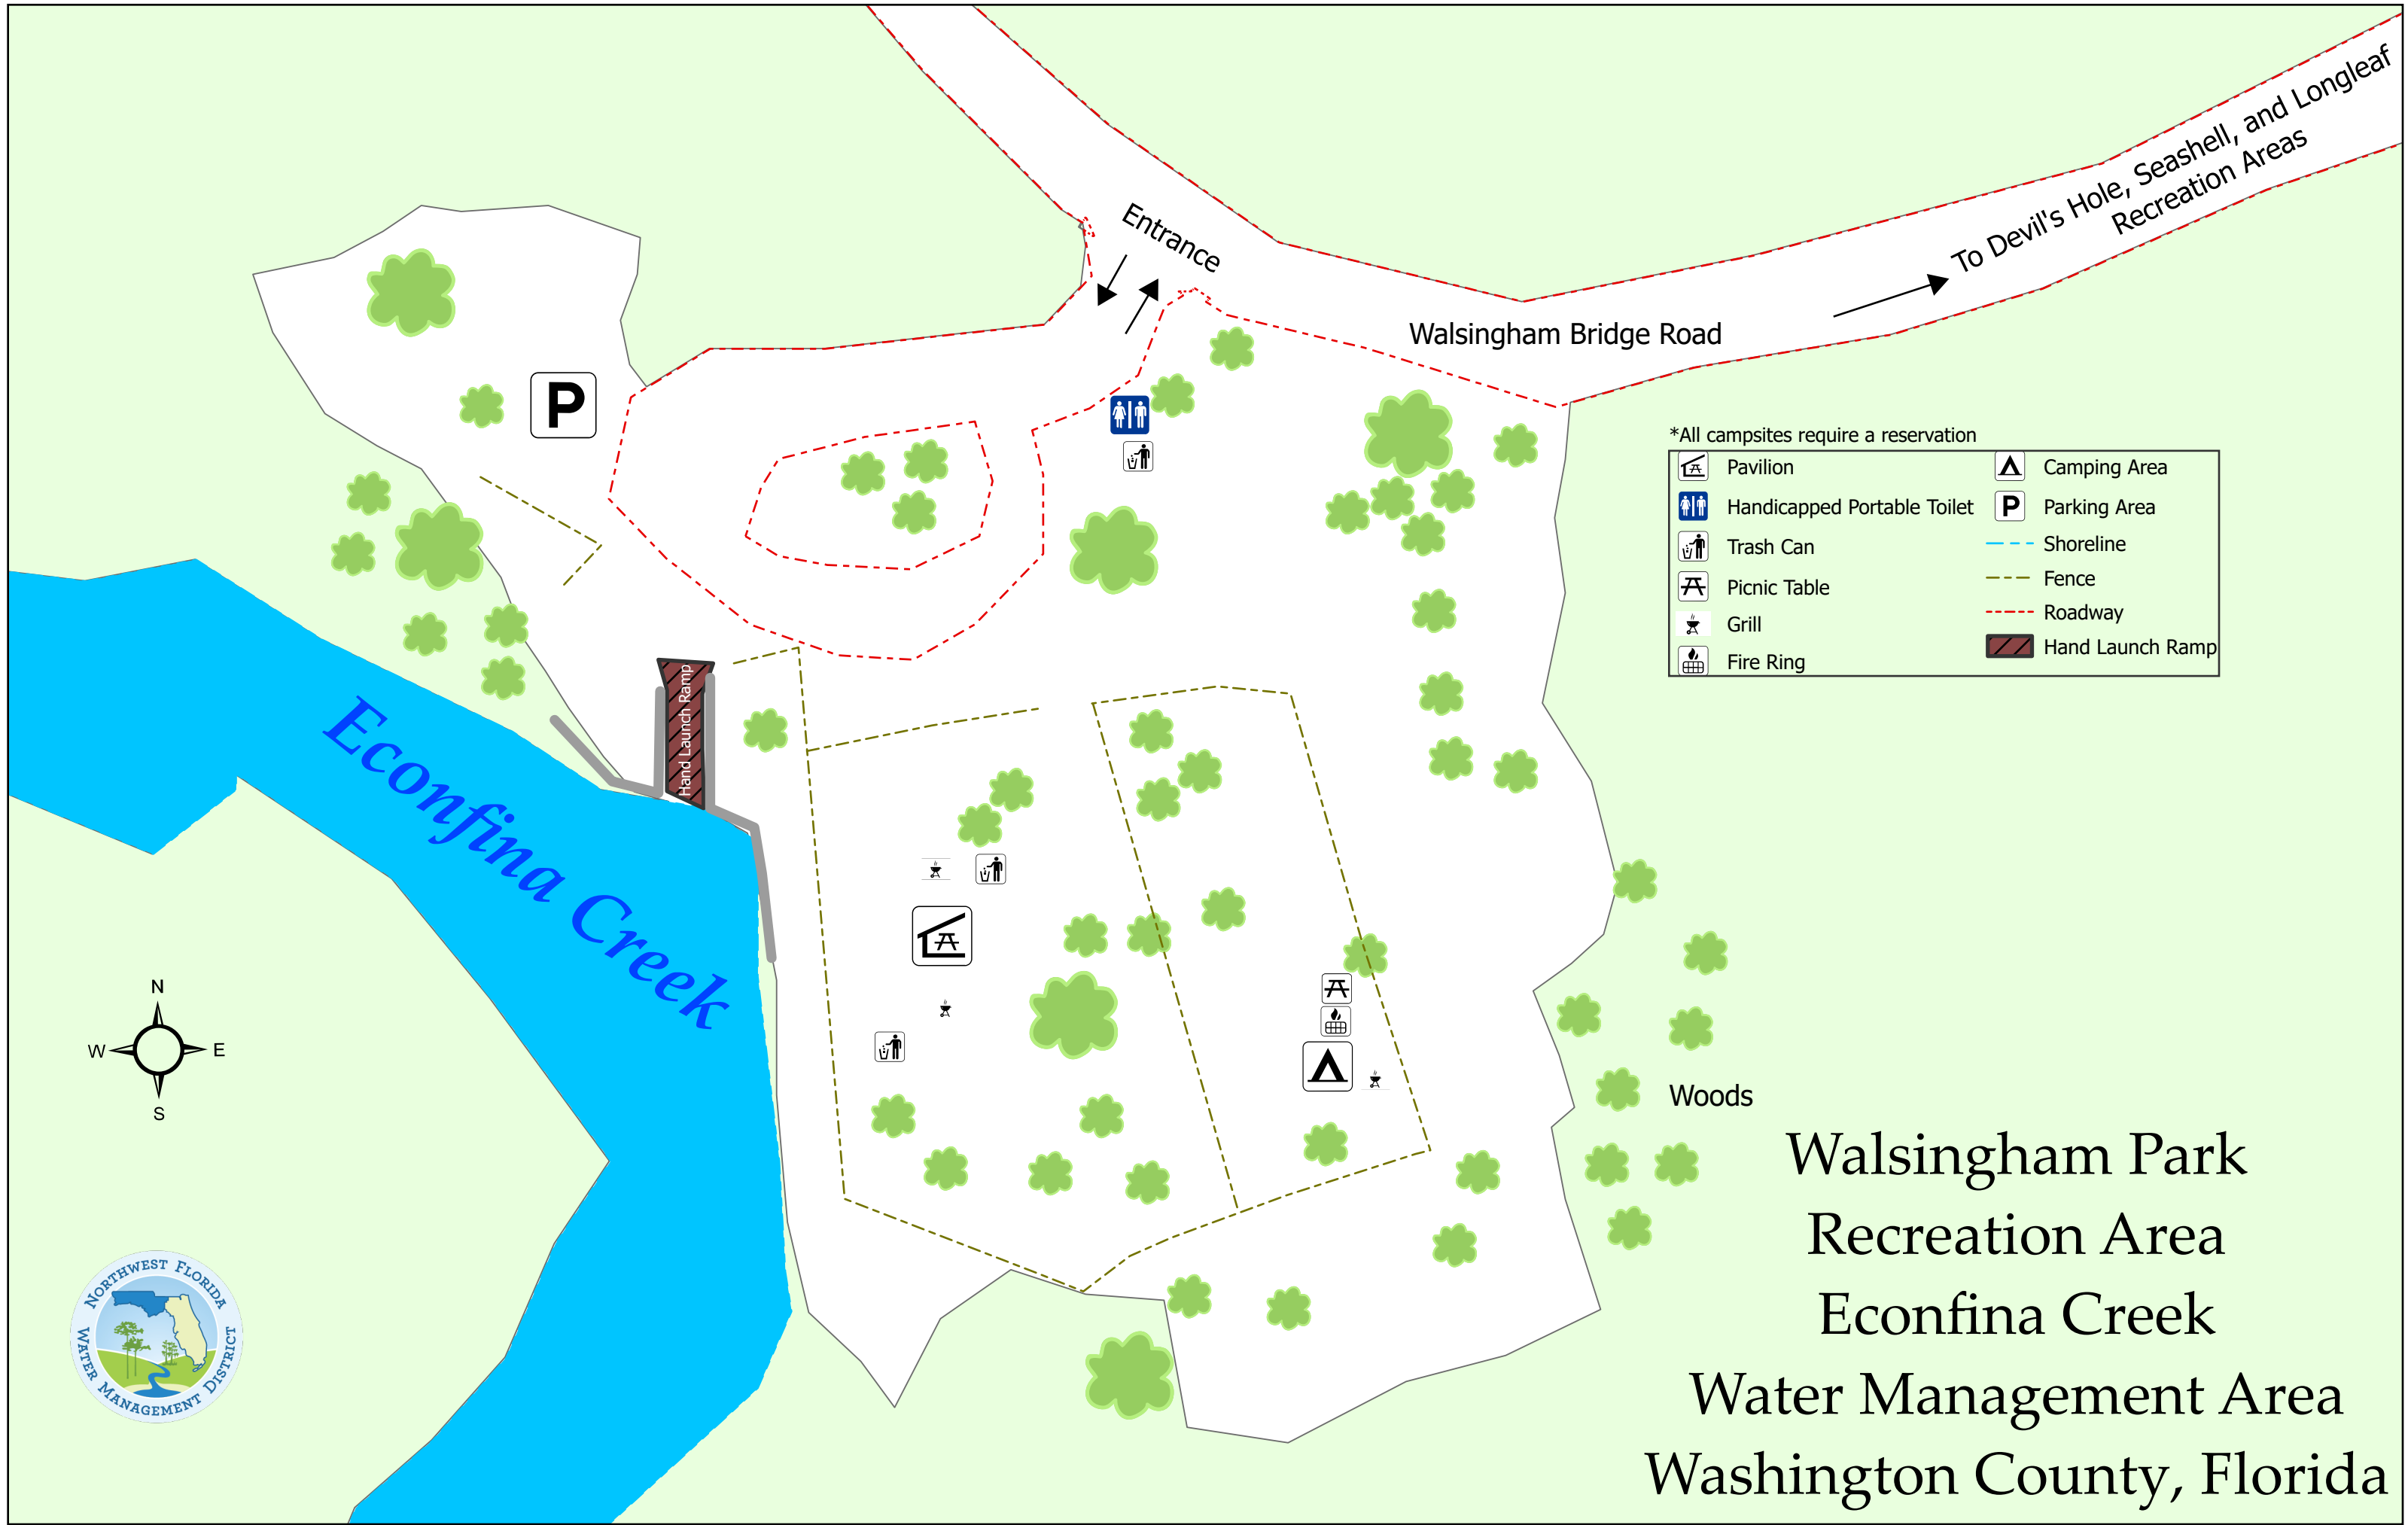 To Devil's Hole, Seashell, and Longleaf
Recreation Areas
Entrance
Walsingham Bridge Road
P
*All campsites require a reservation
Pavilion
Handicapped Portable Toilet
Trash Can
Picnic Table
Grill
Fire Ring
Camping Area
P Parking Area
Shoreline
Fence
Roadway
Hand Launch Ramp
Hand Launch Ramp
Econfina Creek
N
W E
S
Woods
Walsingham Park
Recreation Area
Econfina Creek
Water Management Area
Washington County, Florida
NORTHWEST FLORIDA
WATER MANAGEMENT DISTRICT